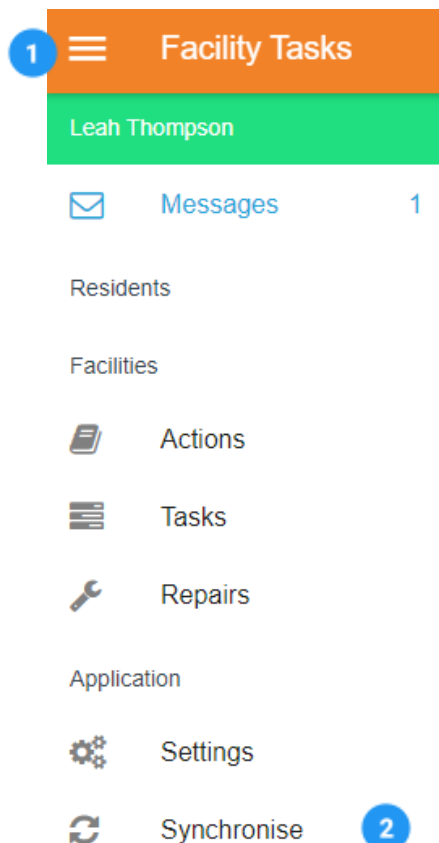 1 Facility Tasks
Leah Thompson
Messages 1
Residents
Facilities
Actions
Tasks
Repairs
Application
Settings
Synchronise 2